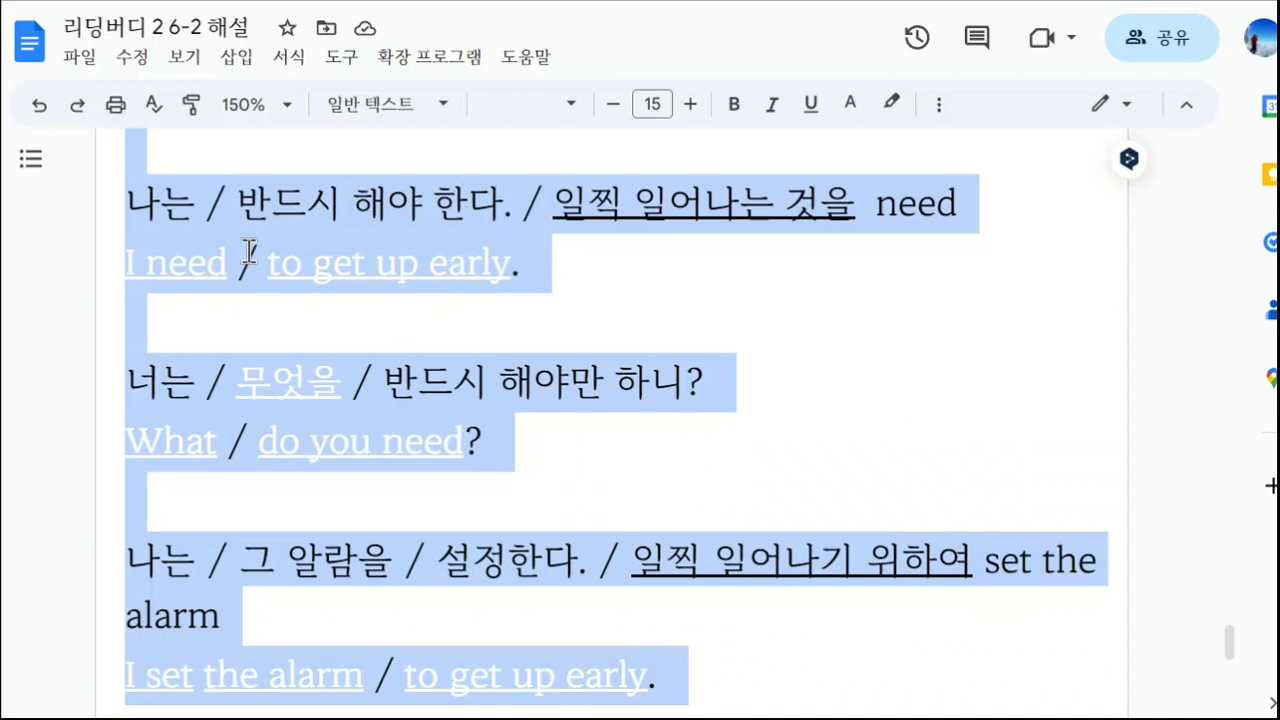 리딩버디 2 6-2 해설
파일 수정 보기 삽입 서식 도구 확장 프로그램 도움말
공유
150% 일반 텍스트 15 B I U A
나는 / 반드시 해야 한다. / 일찍 일어나는 것을 need
I need / to get up early.
너는 / 무엇을 / 반드시 해야만 하니?
What / do you need?
나는 / 그 알람을 / 설정한다. / 일찍 일어나기 위하여 set the
alarm
I set the alarm / to get up early.